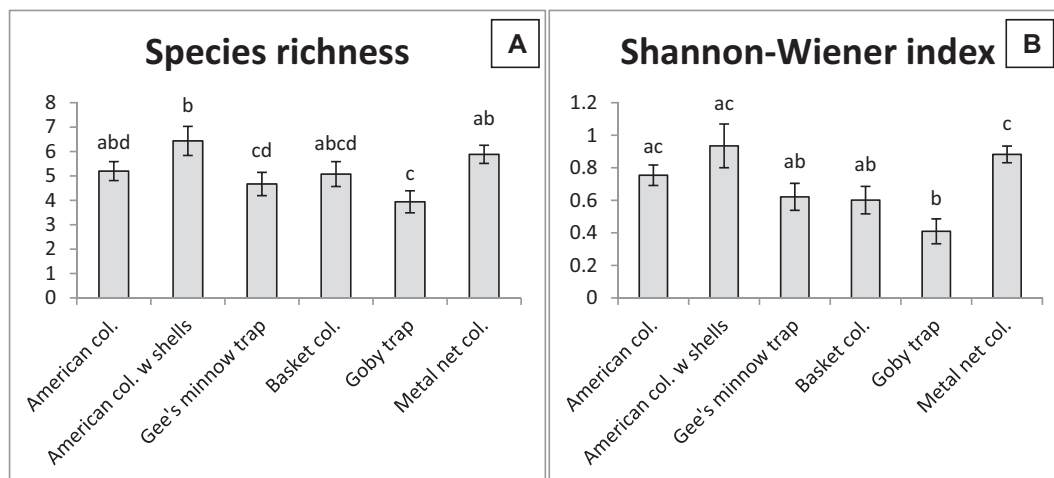 Species richness
A
8
7
6
5
4
3
2
1
0
abd
b
cd
abcd
c
ab
American col.
American col. w shells
Gee's minnow trap
Basket col.
Goby trap
Metal net col.
Shannon-Wiener index
B
1.2
1
0.8
0.6
0.4
0.2
0
ac
ac
ab
ab
b
c
American col.
American col. w shells
Gee's minnow trap
Basket col.
Goby trap
Metal net col.